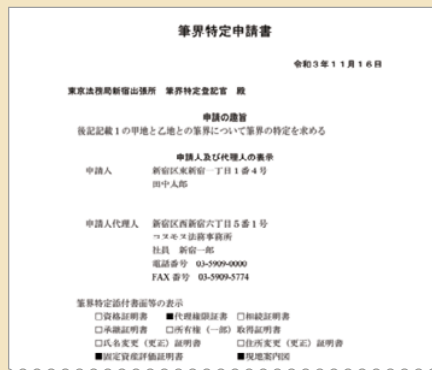 筆界特定申請書
令和3年11月16日
東京法務局新宿出張所　筆界特定登記官　殿
申請の趣旨
後記記載1の甲地と乙地との筆界について筆界の特定を求める
申請人及び代理人の表示
申請人　新宿区東新宿一丁目1番4号
田中太郎
申請人代理人　新宿区西新宿六丁目5番1号
コスモス法務事務所
社員　新宿一郎
電話番号　03-5909-0000
FAX 番号　03-5909-5774
筆界特定添付書面等の表示
□資格証明書　■代理権限証書　□相続証明書
□承継証明書　□所有権（一部）取得証明書
□氏名変更（更正）証明書　□住所変更（更正）証明書
■固定資産評価証明書　■現地案内図